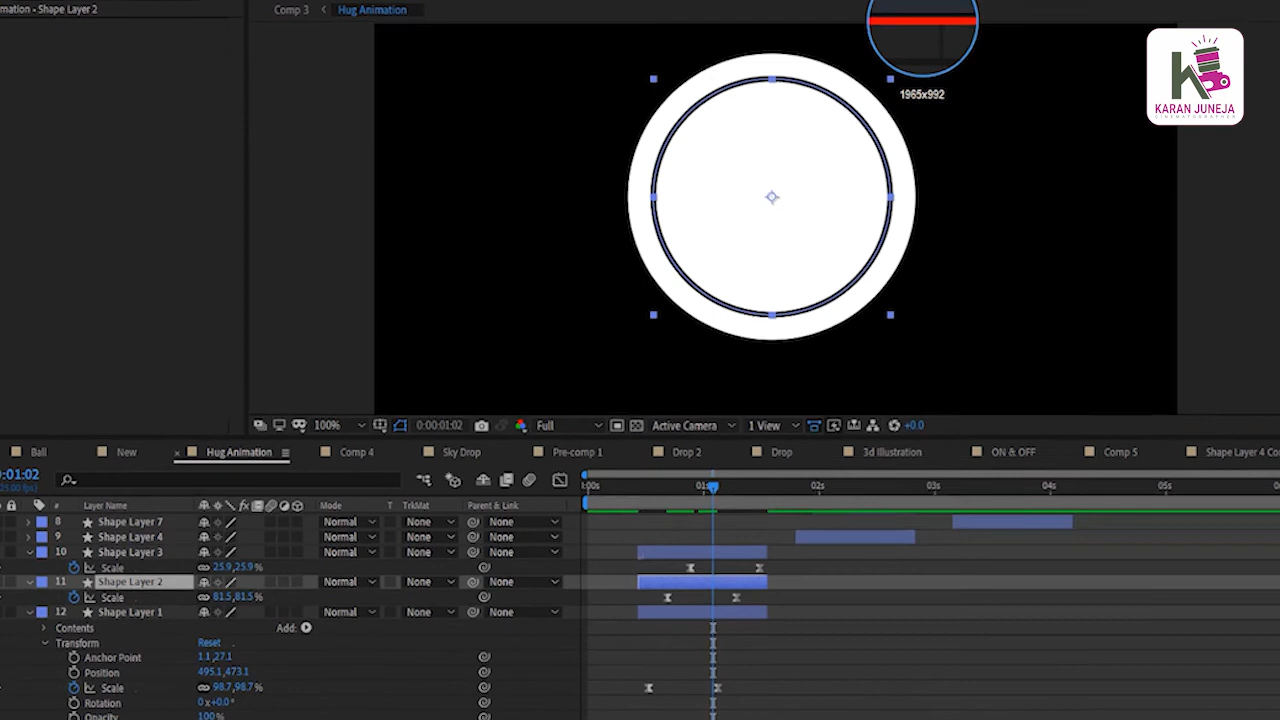 mation - Shape Layer 2
Comp 3 Hug Animation
1965x992
KARAN JUNEJA
CINEMATOGRAPHER
100% 0:00:01:02 Full Active Camera 1 View +0.0
Ball New Hug Animation Comp 4 Sky Drop Pre-comp 1 Drop 2 Drop 3d Illustration ON & OFF Comp 5 Shape Layer 4 Co
0:01:02
25.00 fps)
:00s 01: 02s 03s 04s 05s 0
# Layer Name fx Mode T TrkMat Parent & Link
8 Shape Layer 7 Normal None None
9 Shape Layer 4 Normal None None
10 Shape Layer 3 Normal None None
Scale 25.9,25.9%
11 Shape Layer 2 Normal None None
Scale 81.5,81.5%
12 Shape Layer 1 Normal None None
Contents Add:
Transform Reset
Anchor Point 1.1,27.1
Position 495.1,473.1
Scale 98.7,98.7%
Rotation 0x+0.0°
Opacity 100%